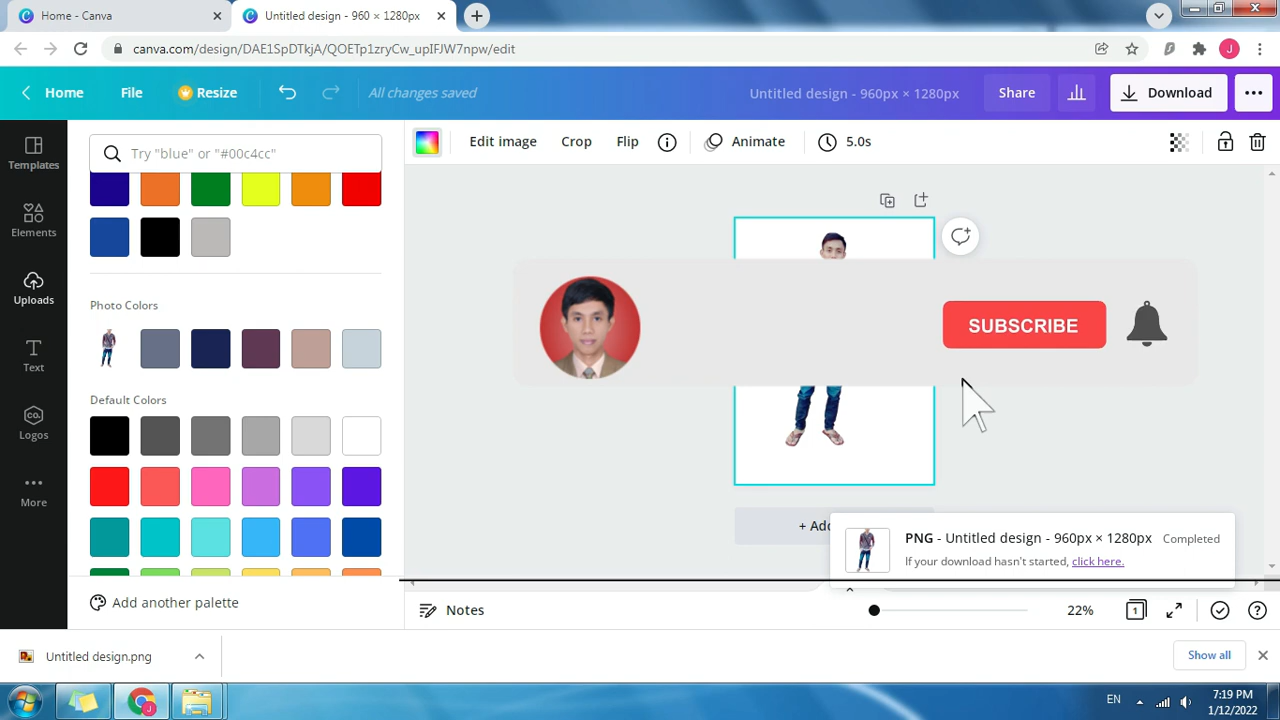 Home - Canva
Untitled design - 960 × 1280px
canva.com/design/DAE1SpDTkjA/QOETp1zryCw_upIFJW7npw/edit
J
Home
File
Resize
All changes saved
Untitled design - 960px × 1280px
Share
Download
Templates
Elements
Uploads
Text
CO.
Logos
More
Try "blue" or "#00c4cc"
Photo Colors
Default Colors
Add another palette
Edit image
Crop
Flip
Animate
5.0s
SUBSCRIBE
+ Add
PNG - Untitled design - 960px × 1280px
Completed
If your download hasn't started, click here.
Notes
22%
1
Untitled design.png
Show all
EN
7:19 PM
1/12/2022